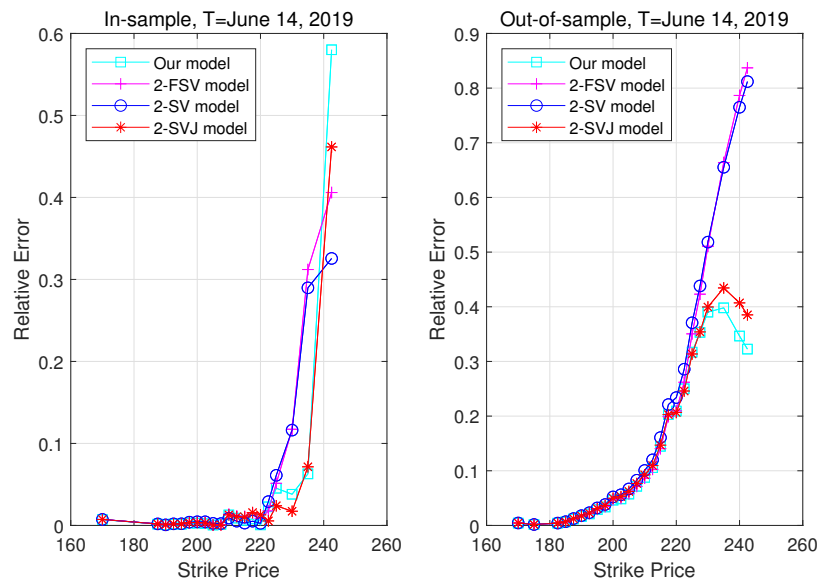 In-sample, T=June 14, 2019
0.6
0.5
0.4
0.3
0.2
0.1
0
Relative Error
Our model
2-FSV model
2-SV model
2-SVJ model
160 180 200 220 240 260
Strike Price
Out-of-sample, T=June 14, 2019
0.9
0.8
0.7
0.6
0.5
0.4
0.3
0.2
0.1
0
Relative Error
Our model
2-FSV model
2-SV model
2-SVJ model
160 180 200 220 240 260
Strike Price